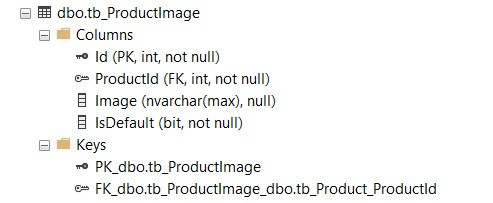 dbo.tb_ProductImage
Columns
Id (PK, int, not null)
ProductId (FK, int, not null)
Image (nvarchar(max), null)
IsDefault (bit, not null)
Keys
PK_dbo.tb_ProductImage
FK_dbo.tb_ProductImage_dbo.tb_Product_ProductId